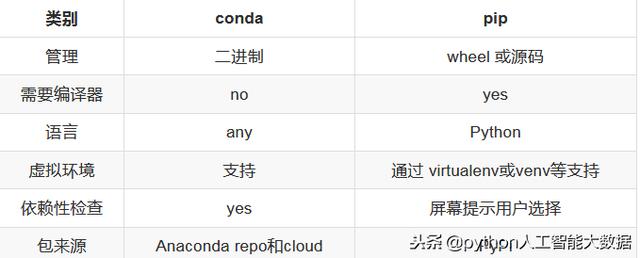 类别 conda pip
管理 二进制 wheel 或源码
需要编译器 no yes
语言 any Python
虚拟环境 支持 通过 virtualenv或venv等支持
依赖性检查 yes 屏幕提示用户选择
包来源 Anaconda repo和cloud
头条 @python人工智能大数据